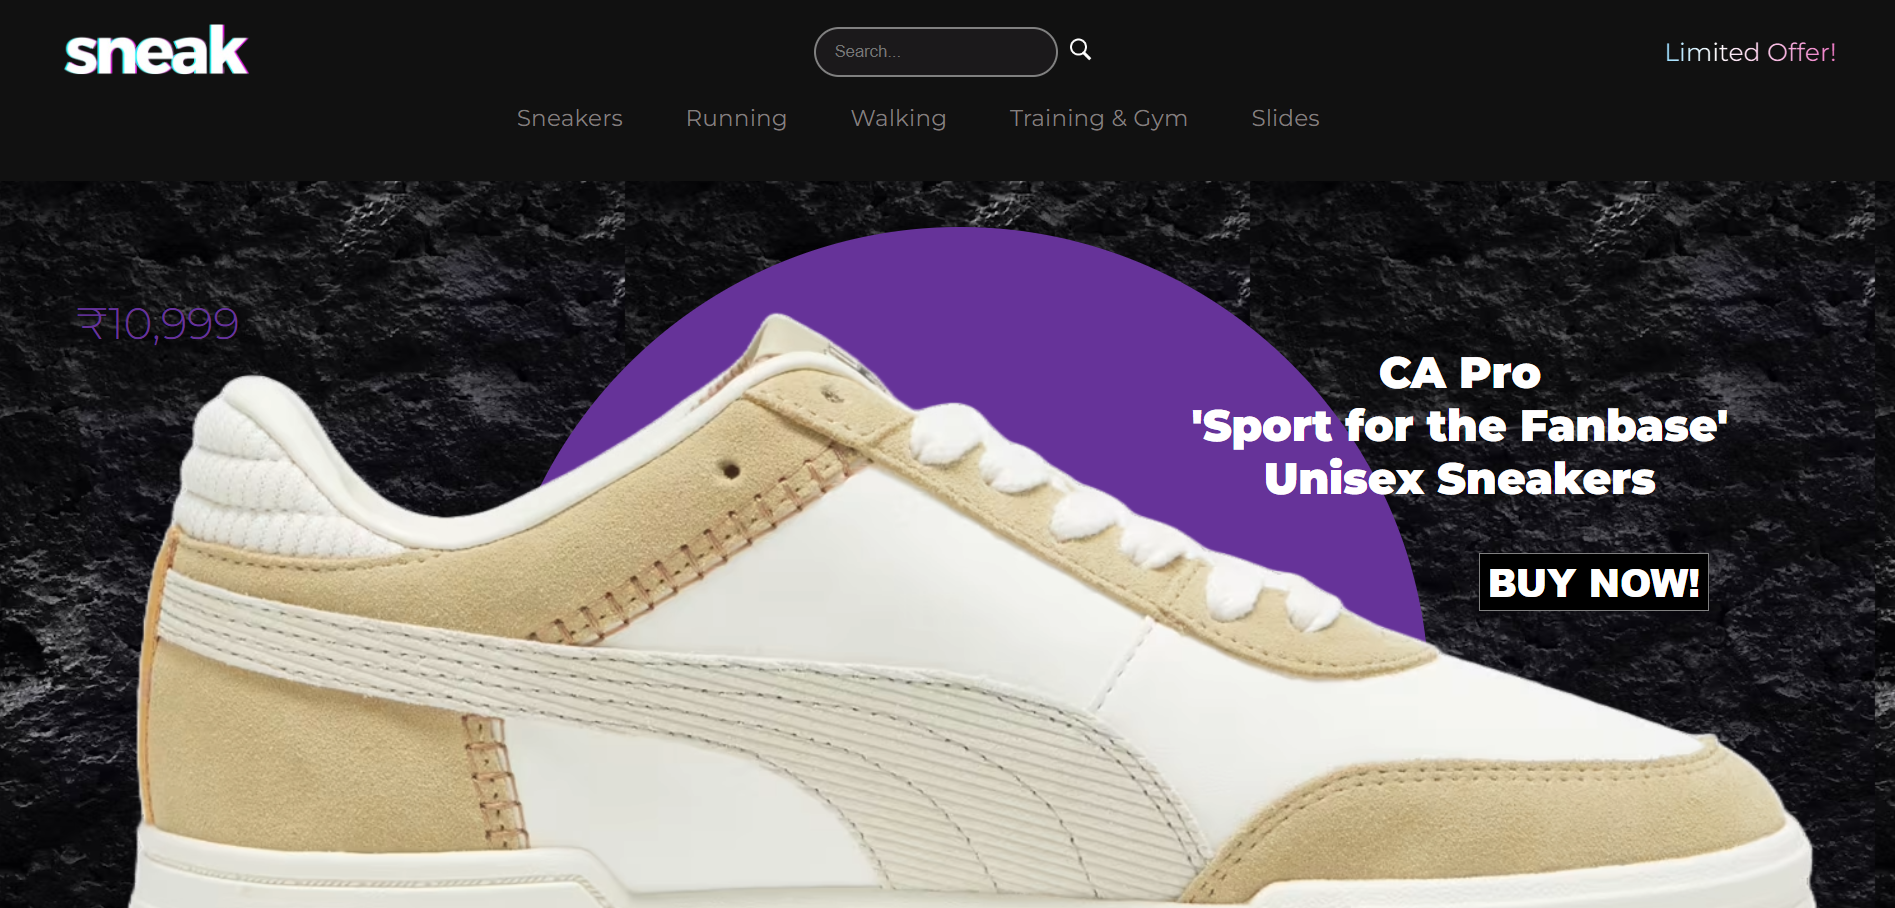 sneak
Search...
Limited Offer!
Sneakers
Running
Walking
Training & Gym
Slides
₹10,999
CA Pro
'Sport for the Fanbase'
Unisex Sneakers
BUY NOW!